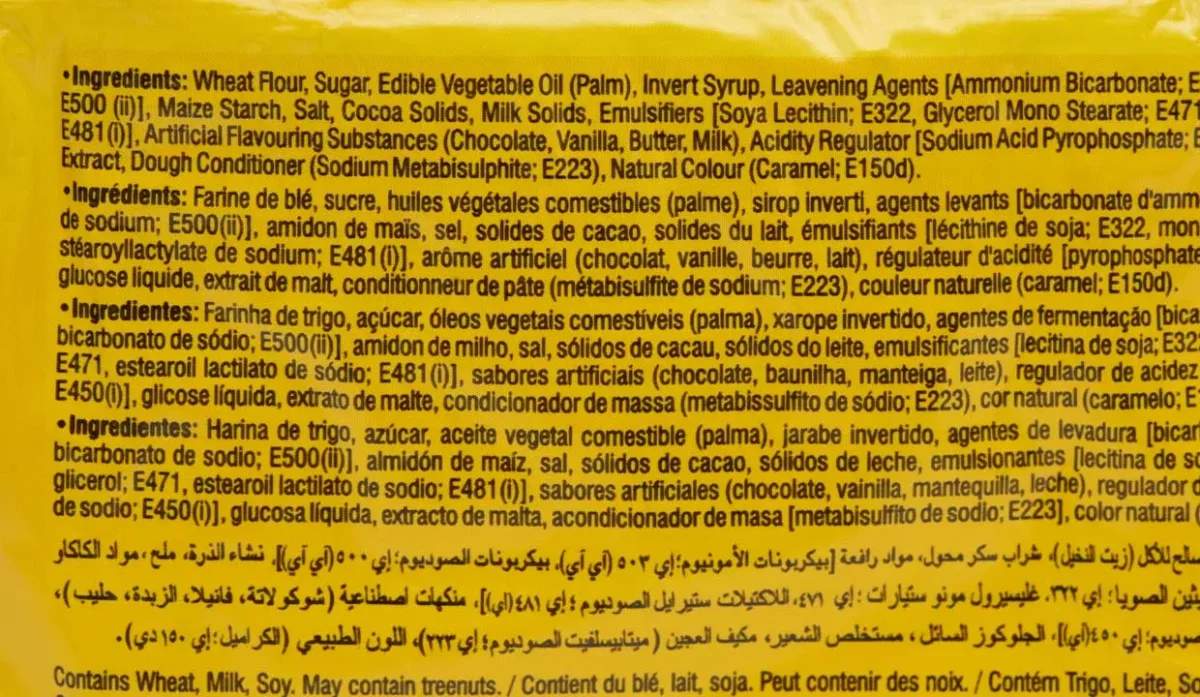 •Ingredients: Wheat Flour, Sugar, Edible Vegetable Oil (Palm), Invert Syrup, Leavening Agents [Ammonium Bicarbonate; E
E500 (ii)], Maize Starch, Salt, Cocoa Solids, Milk Solids, Emulsifiers [Soya Lecithin; E322, Glycerol Mono Stearate; E471
E481(i)], Artificial Flavouring Substances (Chocolate, Vanilla, Butter, Milk), Acidity Regulator [Sodium Acid Pyrophosphate; E
Extract, Dough Conditioner (Sodium Metabisulphite; E223), Natural Colour (Caramel; E150d).
•Ingrédients: Farine de blé, sucre, huiles végétales comestibles (palme), sirop inverti, agents levants [bicarbonate d'amm
de sodium; E500(ii)], amidon de maïs, sel, solides de cacao, solides du lait, émulsifiants [lécithine de soja; E322, mon
stéaroyllactylate de sodium; E481(i)], arôme artificiel (chocolat, vanille, beurre, lait), régulateur d'acidité [pyrophosphate
glucose liquide, extrait de malt, conditionneur de pâte (métabisulfite de sodium; E223), couleur naturelle (caramel; E150d).
•Ingredientes: Farinha de trigo, açúcar, óleos vegetais comestíveis (palma), xarope invertido, agentes de fermentação [bica
bicarbonato de sódio; E500(ii)], amido de milho, sal, sólidos de cacau, sólidos do leite, emulsificantes [lecitina de soja; E322
E471, estearoil lactilato de sódio; E481(i)], sabores artificiais (chocolate, baunilha, manteiga, leite), regulador de acidez
E450(i)], glicose líquida, extrato de malte, condicionador de massa (metabissulfito de sódio; E223), cor natural (caramelo; E
•Ingredientes: Harina de trigo, azúcar, aceite vegetal comestible (palma), jarabe invertido, agentes de levadura [bicar
bicarbonato de sodio; E500(ii)], almidón de maíz, sal, sólidos de cacao, sólidos de leche, emulsionantes [lecitina de so
glicerol; E471, estearoil lactilato de sodio; E481(i)], sabores artificiales (chocolate, vainilla, mantequilla, leche), regulador d
de sodio; E450(i)], glucosa líquida, extracto de malta, acondicionador de masa [metabisulfito de sodio; E223], color natural (
صالح للأكل (زيت النخيل)، شراب سكر محول، مواد رافعة [بيكربونات الأمونيوم؛ إي ٥٠٣ (آي آي)، بيكربونات الصوديوم؛ إي ٥٠٠ (آي آي)]، نشاء الذرة، ملح، مواد الكاكاو
الصويا؛ إي ٣٢٢، غليسيرول مونو ستيارات؛ إي ٤٧١، اللاكتيلات ستيرايل الصوديوم؛ إي ٤٨١(اي)]، منكهات اصطناعية (شوكولاتة، فانيلا، الزبدة، حليب)،
إي ٤٥٠(آي)]، الجلوكوز السائل، مستخلص الشعير، مكيف العجين (ميتابيسلفيت الصوديوم؛ إي ٢٢٣)، اللون الطبيعي (الكراميل؛ إي ١٥٠ دي).
Contains Wheat, Milk, Soy. May contain treenuts. / Contient du blé, lait, soja. Peut contenir des noix. / Contém Trigo, Leite, So